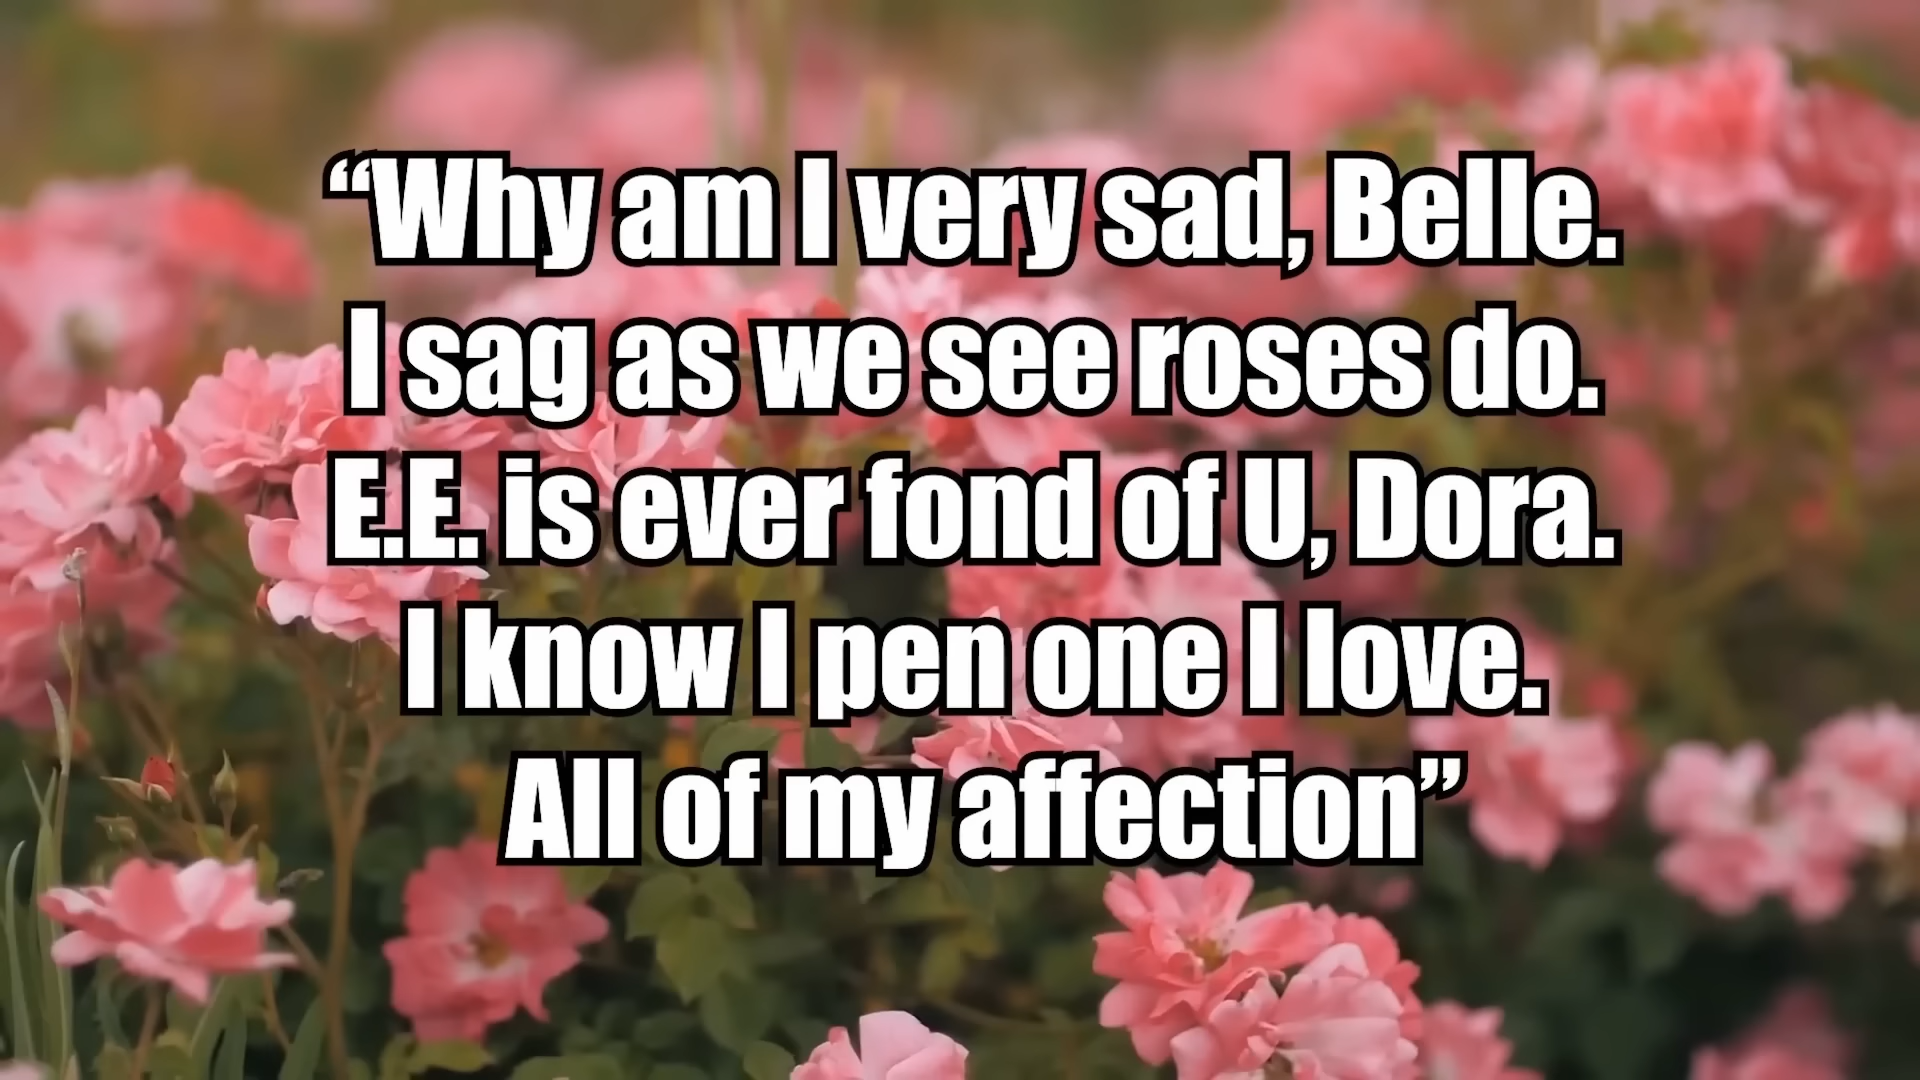 “Why am I very sad, Belle.
I sag as we see roses do.
E.E. is ever fond of U, Dora.
I know I pen one I love.
All of my affection”